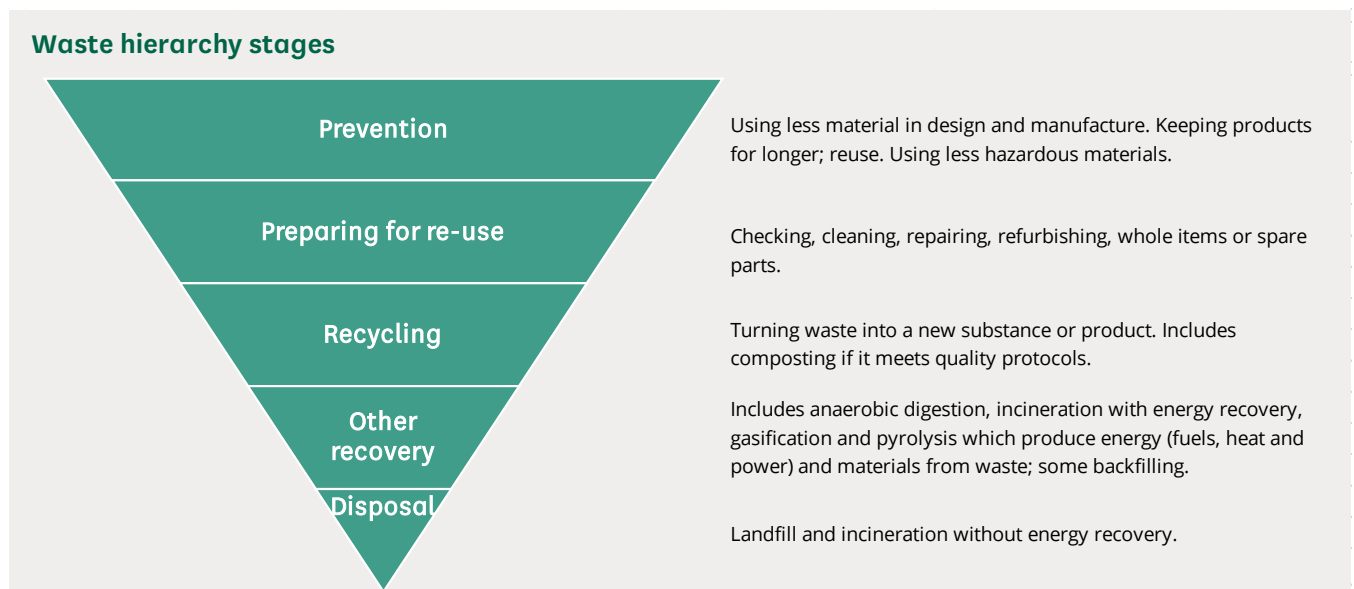 Waste hierarchy stages
Prevention
Using less material in design and manufacture. Keeping products
for longer; reuse. Using less hazardous materials.
Preparing for re-use
Checking, cleaning, repairing, refurbishing, whole items or spare
parts.
Recycling
Turning waste into a new substance or product. Includes
composting if it meets quality protocols.
Other
recovery
Includes anaerobic digestion, incineration with energy recovery,
gasification and pyrolysis which produce energy (fuels, heat and
power) and materials from waste; some backfilling.
Disposal
Landfill and incineration without energy recovery.